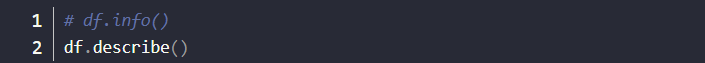 1 # df.info()
2 df.describe()